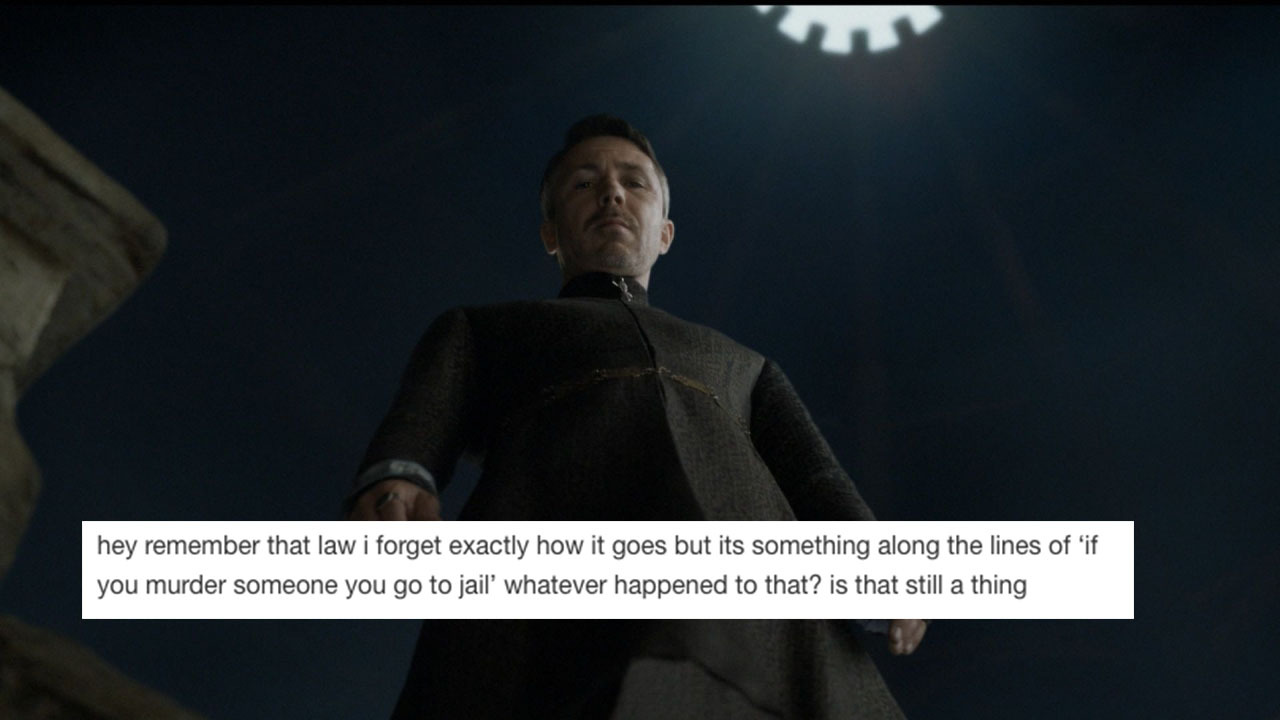 hey remember that law i forget exactly how it goes but its something along the lines of ‘if
you murder someone you go to jail’ whatever happened to that? is that still a thing